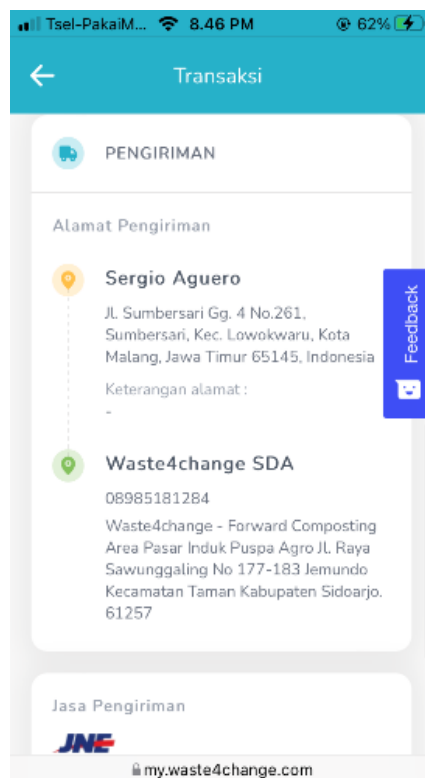 Tsel-PakaiM... 8.46 PM 62%
Transaksi
PENGIRIMAN
Alamat Pengiriman
Sergio Aguero
Jl. Sumbersari Gg. 4 No.261,
Sumbersari, Kec. Lowokwaru, Kota
Malang, Jawa Timur 65145, Indonesia
Keterangan alamat :
-
Feedback
Waste4change SDA
08985181284
Waste4change - Forward Composting
Area Pasar Induk Puspa Agro Jl. Raya
Sawunggaling No 177-183 Jemundo
Kecamatan Taman Kabupaten Sidoarjo.
61257
Jasa Pengiriman
JNE
my.waste4change.com